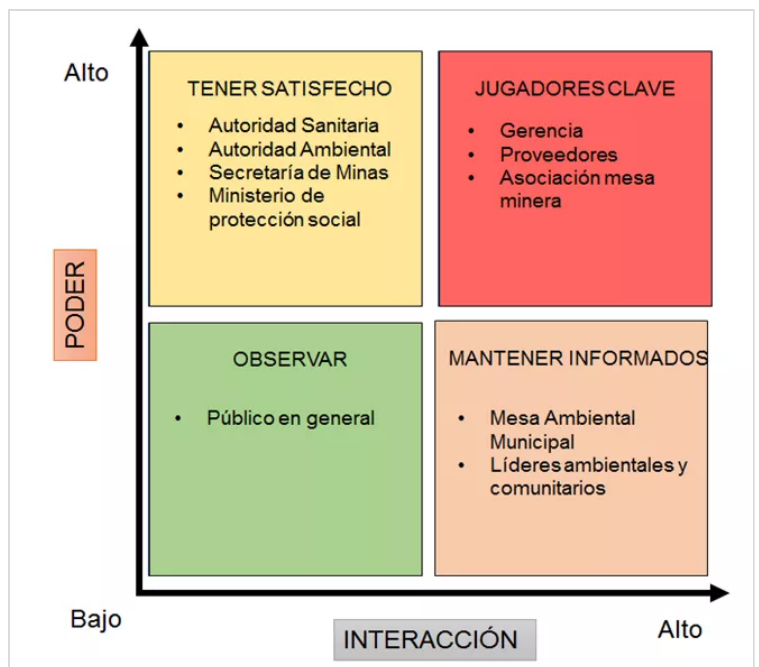 Alto
TENER SATISFECHO
• Autoridad Sanitaria
• Autoridad Ambiental
• Secretaría de Minas
• Ministerio de
protección social
JUGADORES CLAVE
• Gerencia
• Proveedores
• Asociación mesa
minera
PODER
OBSERVAR
• Público en general
MANTENER INFORMADOS
• Mesa Ambiental
Municipal
• Líderes ambientales y
comunitarios
Bajo
INTERACCIÓN
Alto